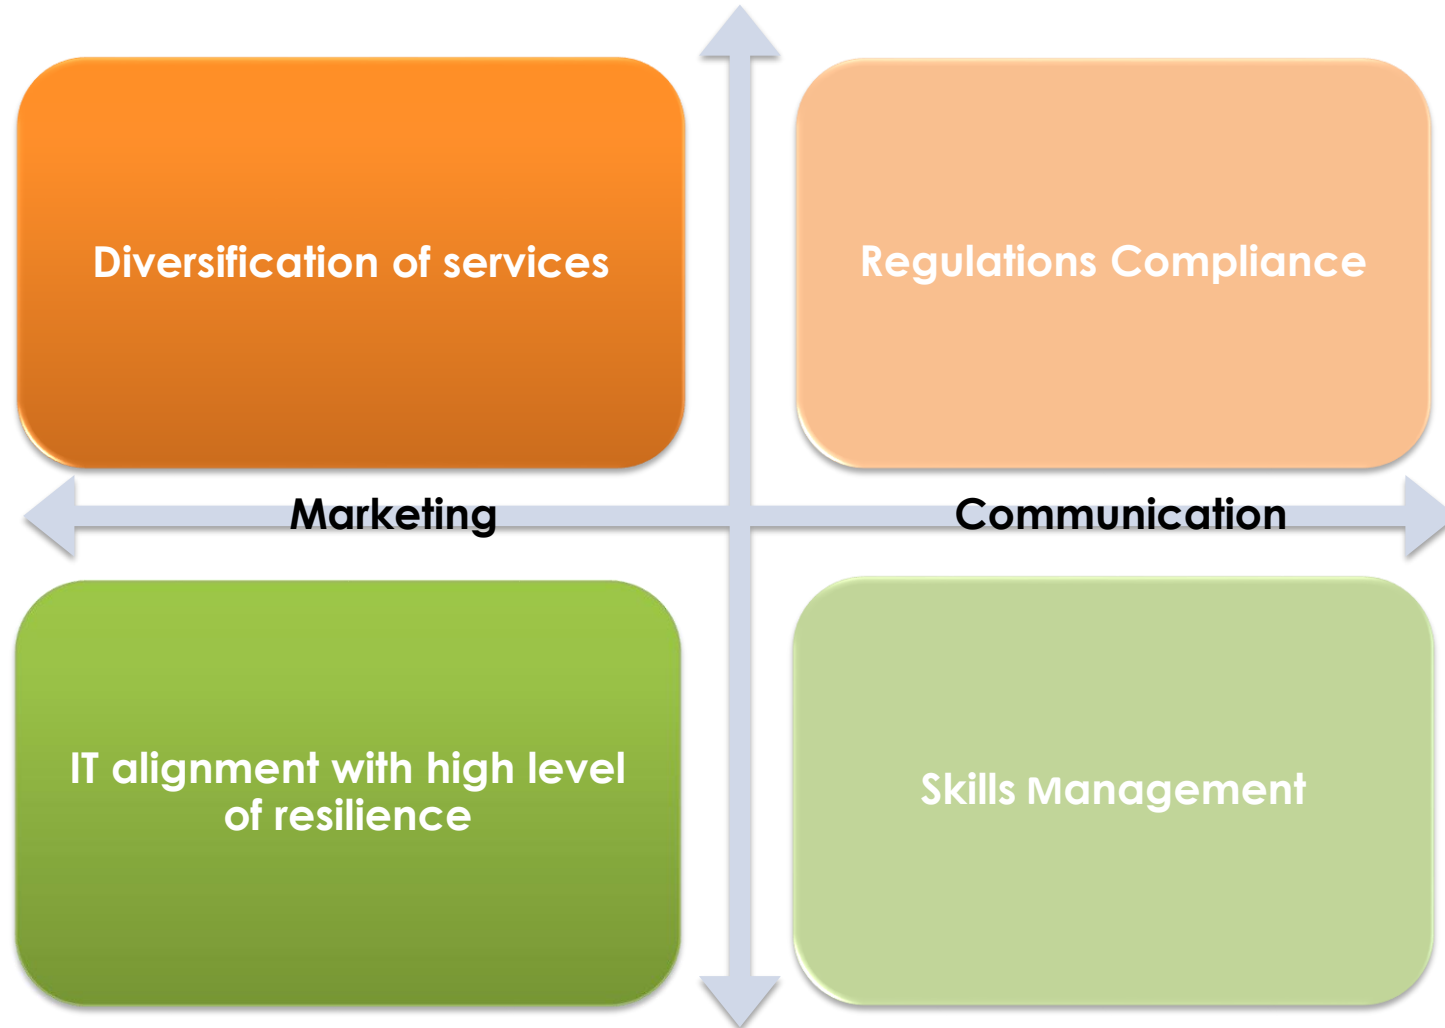 Diversification of services
Regulations Compliance
Marketing
Communication
IT alignment with high level
of resilience
Skills Management